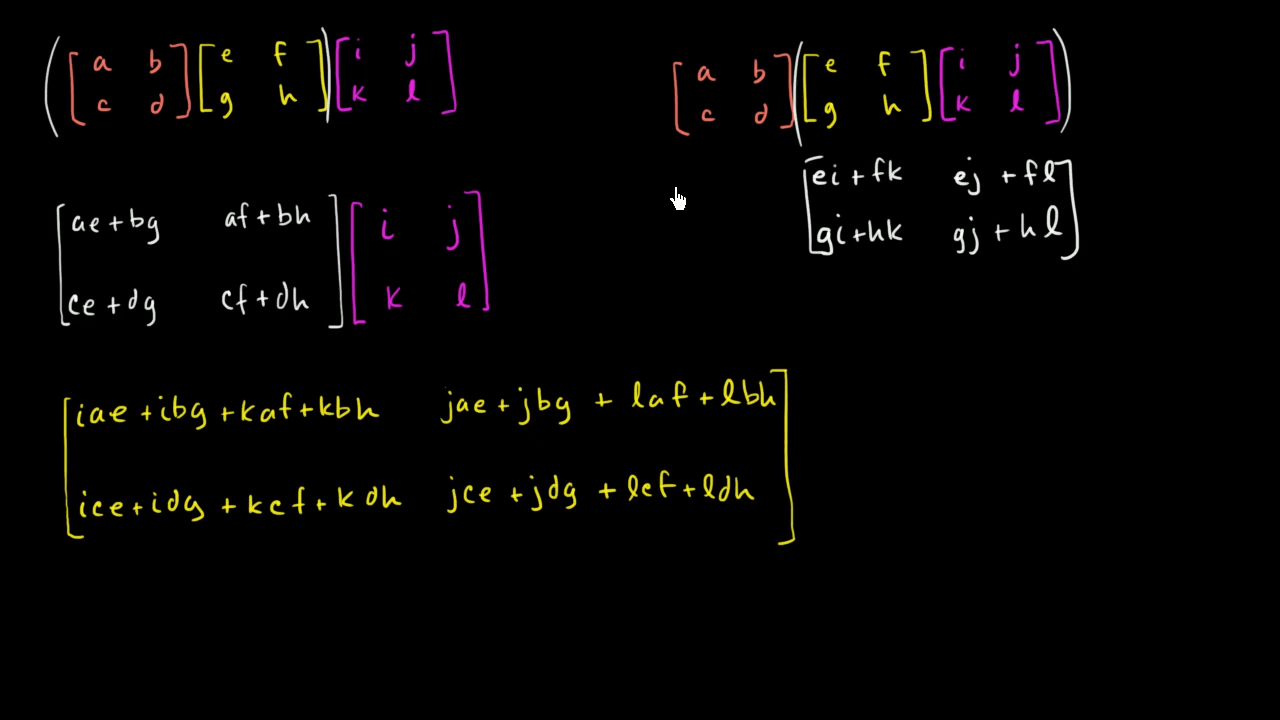 ( [ a b ] [ e f ] ) [ i j ]
c d g h k l
[ a b ] ( [ e f ] [ i j ] )
c d g h k l
ei + fk ej + fl
gi + hk gj + hl
ae + bg af + bh i j
ce + dg cf + dh k l
iae + ibg + kaf + kbh jae + jbg + laf + lbh
ice + idg + kcf + kdh jce + jdg + lcf + ldh